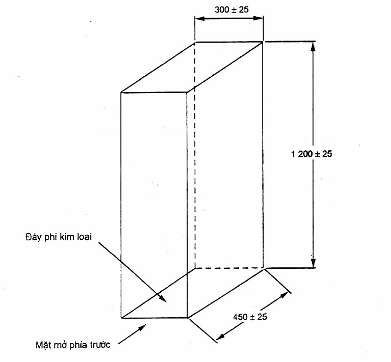 300 ± 25
1 200 ± 25
Đáy phi kim loại
450 ± 25
Mặt mở phía trước